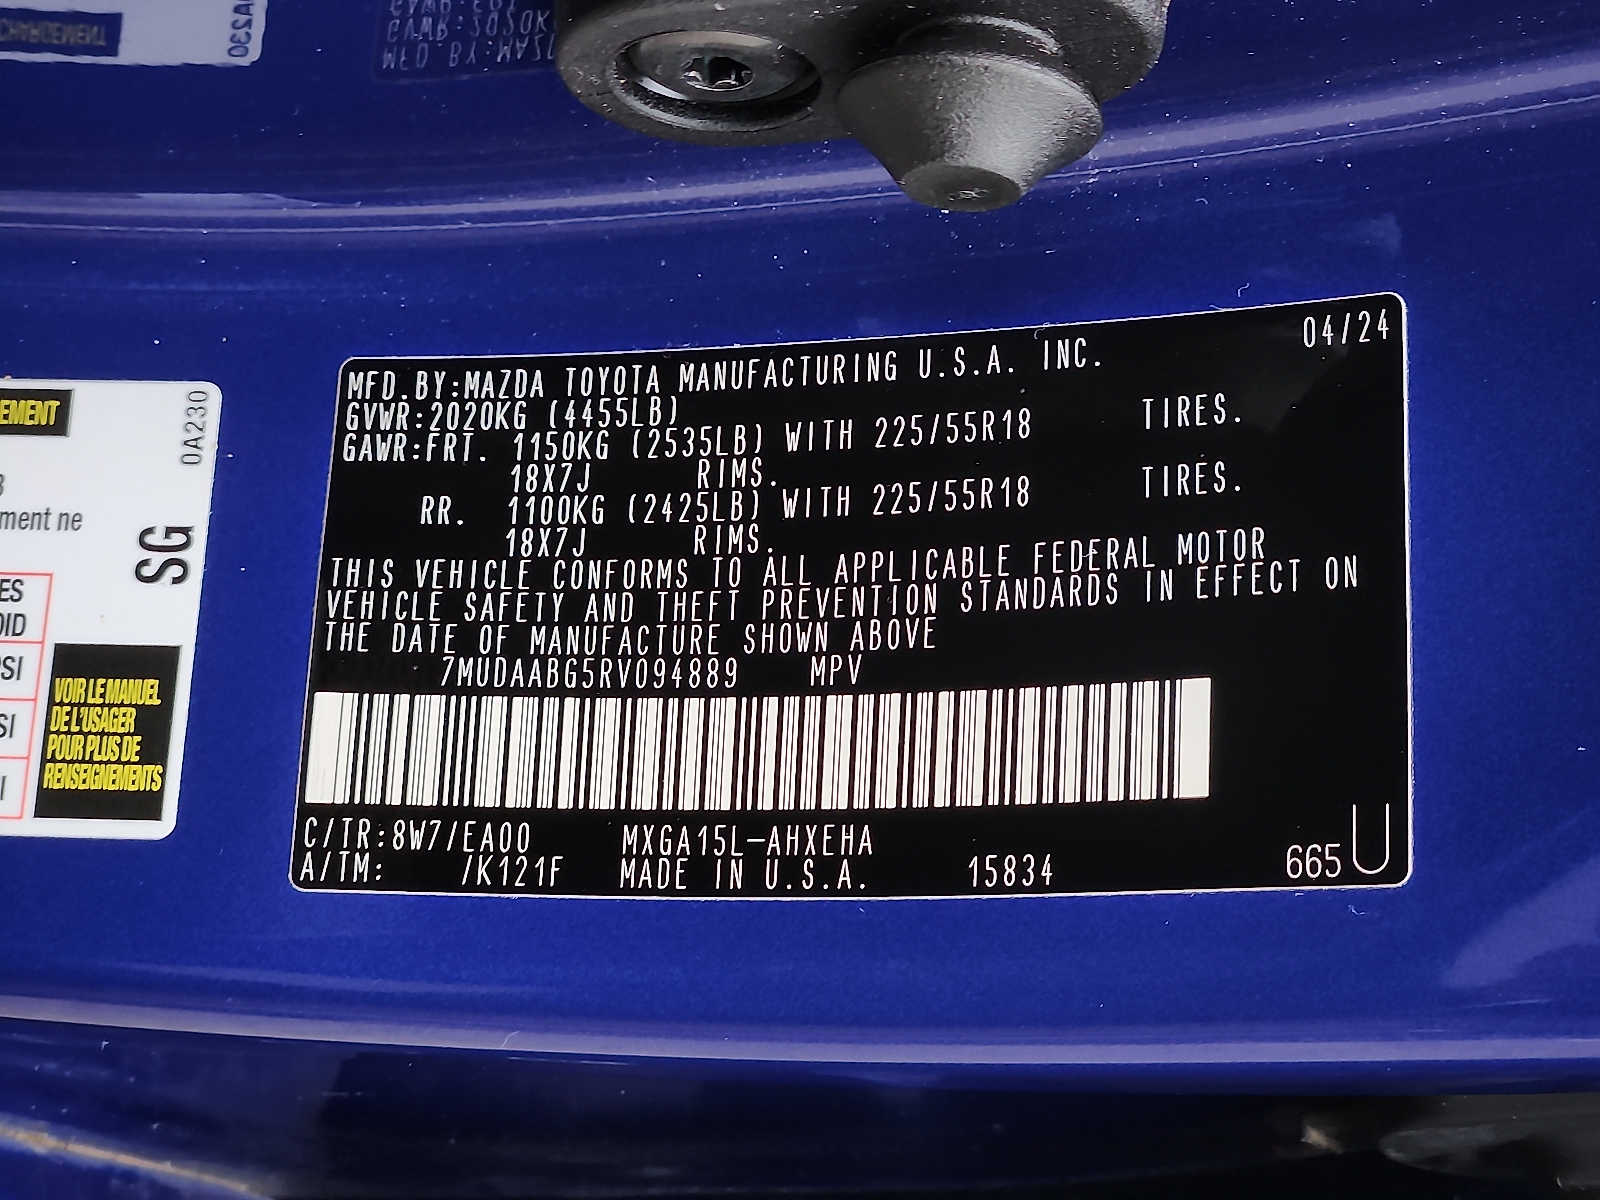 04/24
MFD.BY:MAZDA TOYOTA MANUFACTURING U.S.A. INC.
GVWR:2020KG (4455LB)
GAWR:FRT. 1150KG (2535LB) WITH 225/55R18 TIRES.
18X7J RIMS.
RR. 1100KG (2425LB) WITH 225/55R18 TIRES.
18X7J RIMS.
THIS VEHICLE CONFORMS TO ALL APPLICABLE FEDERAL MOTOR
VEHICLE SAFETY AND THEFT PREVENTION STANDARDS IN EFFECT ON
THE DATE OF MANUFACTURE SHOWN ABOVE
7MUDAABG5RV094889 MPV
C/TR:8W7/EA00 MXGA15L-AHXEHA
A/TM: /K121F MADE IN U.S.A. 15834 665 U
0A230
ne
SG
VOIR LE MANUEL
DE L'USAGER
POUR PLUS DE
RENSEIGNEMENTS